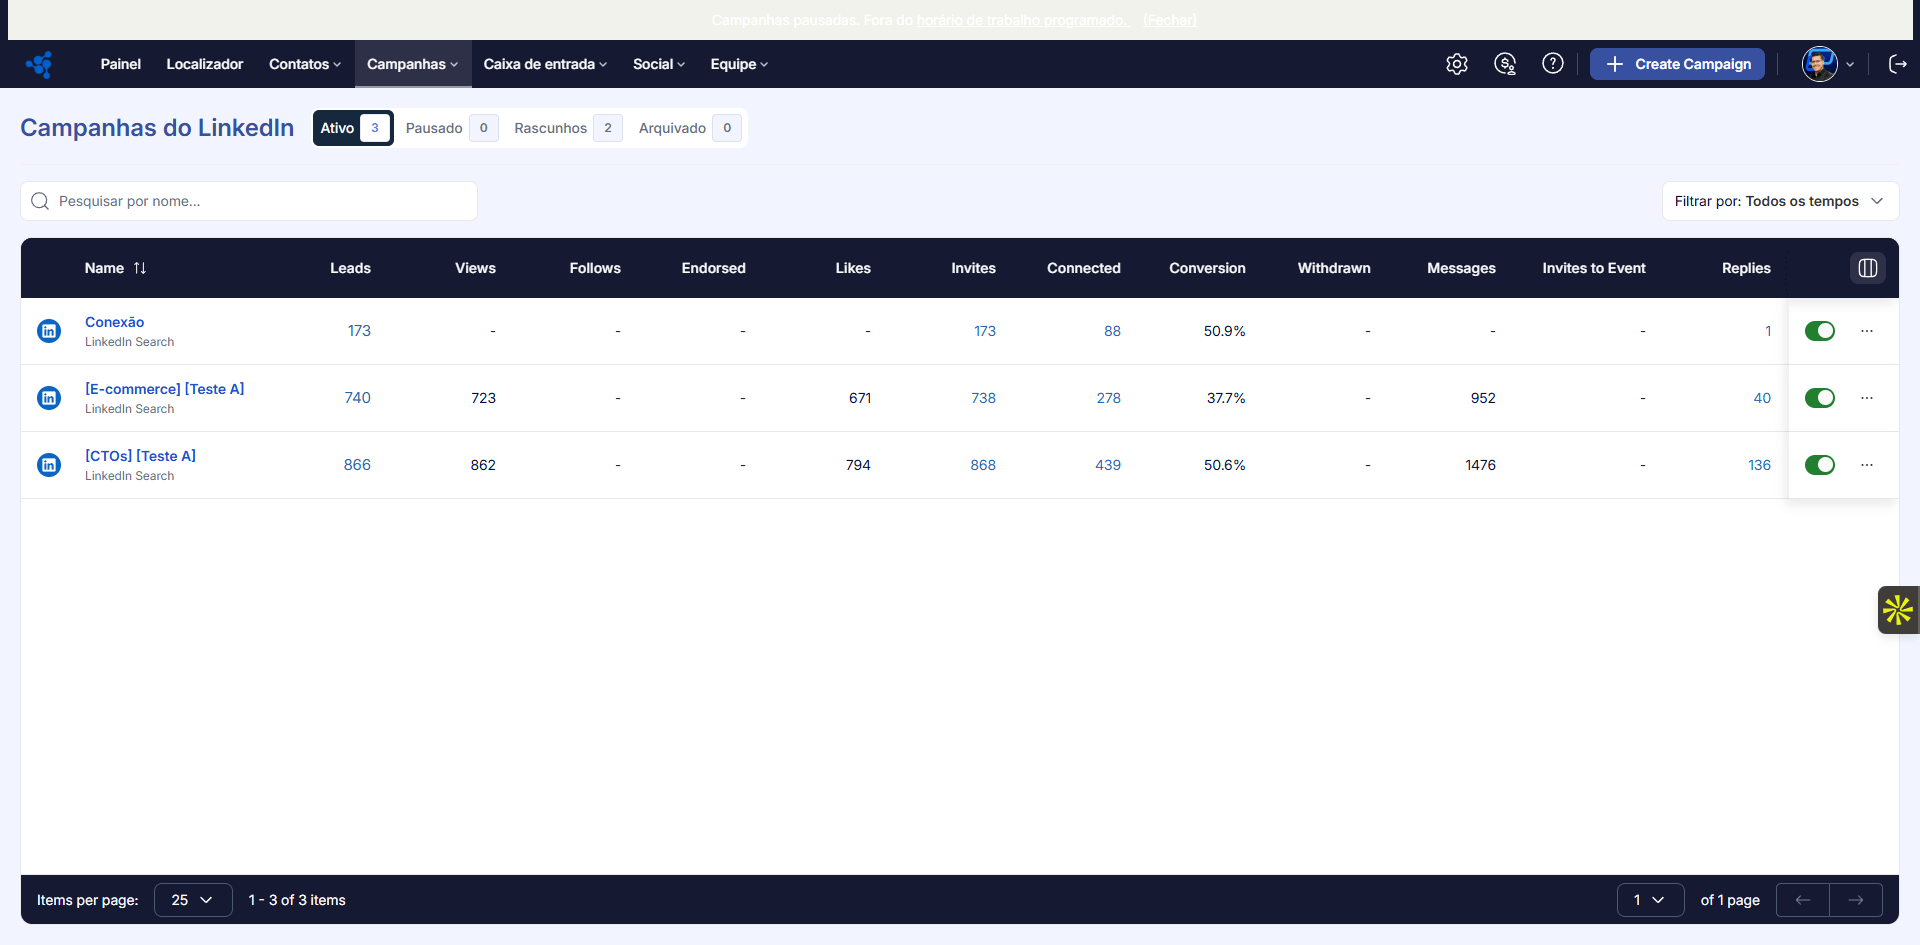 Campanhas pausadas. Fora do horário de trabalho programado. [Fechar]
Painel Localizador Contatos Campanhas Caixa de entrada Social Equipe Create Campaign
Campanhas do LinkedIn Ativo 3 Pausado 0 Rascunhos 2 Arquivado 0
Pesquisar por nome... Filtrar por: Todos os tempos
Name Leads Views Follows Endorsed Likes Invites Connected Conversion Withdrawn Messages Invites to Event Replies
Conexão
LinkedIn Search
173 - - - - 173 88 50.9% - - - 1
[E-commerce] [Teste A]
LinkedIn Search
740 723 - - 671 738 278 37.7% - 952 - 40
[CTOs] [Teste A]
LinkedIn Search
866 862 - - 794 868 439 50.6% - 1476 - 136
Items per page: 25 1 - 3 of 3 items 1 of 1 page